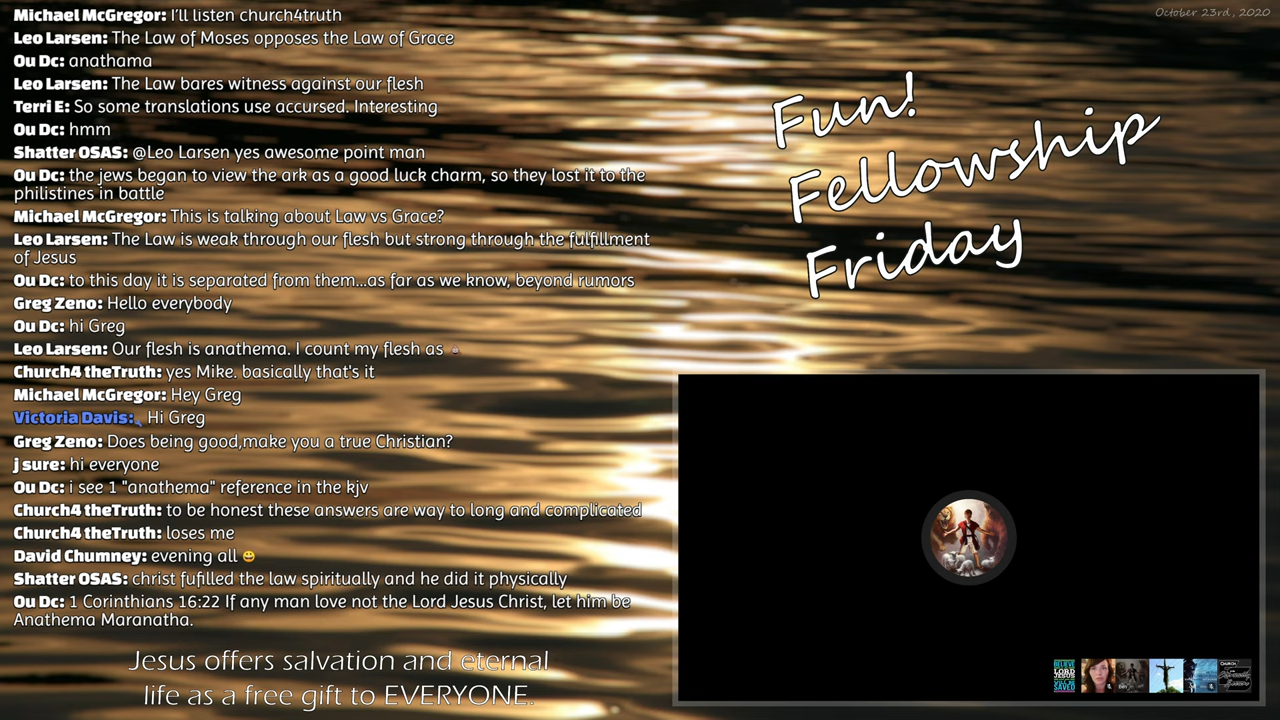 Michael McGregor: I'll listen church4truth
Leo Larsen: The Law of Moses opposes the Law of Grace
Ou Dc: anathama
Leo Larsen: The Law bares witness against our flesh
Terri E: So some translations use accursed. Interesting
Ou Dc: hmm
Shatter OSAS: @Leo Larsen yes awesome point man
Ou Dc: the jews began to view the ark as a good luck charm, so they lost it to the
philistines in battle
Michael McGregor: This is talking about Law vs Grace?
Leo Larsen: The Law is weak through our flesh but strong through the fulfillment
of Jesus
Ou Dc: to this day it is separated from them...as far as we know, beyond rumors
Greg Zeno: Hello everybody
Ou Dc: hi Greg
Leo Larsen: Our flesh is anathema. I count my flesh as
Church4 theTruth: yes Mike. basically that's it
Michael McGregor: Hey Greg
Victoria Davis: Hi Greg
Greg Zeno: Does being good,make you a true Christian?
j sure: hi everyone
Ou Dc: i see 1 "anathema" reference in the kjv
Church4 theTruth: to be honest these answers are way to long and complicated
Church4 theTruth: loses me
David Chumney: evening all 😀
Shatter OSAS: christ fufilled the law spiritually and he did it physically
Ou Dc: 1 Corinthians 16:22 If any man love not the Lord Jesus Christ, let him be
Anathema Maranatha.
Jesus offers salvation and eternal
life as a free gift to EVERYONE.
October 23rd, 2020
Fun!
Fellowship
Friday
BELIEVE
LORD
JESUS
SAVED
CHURCH